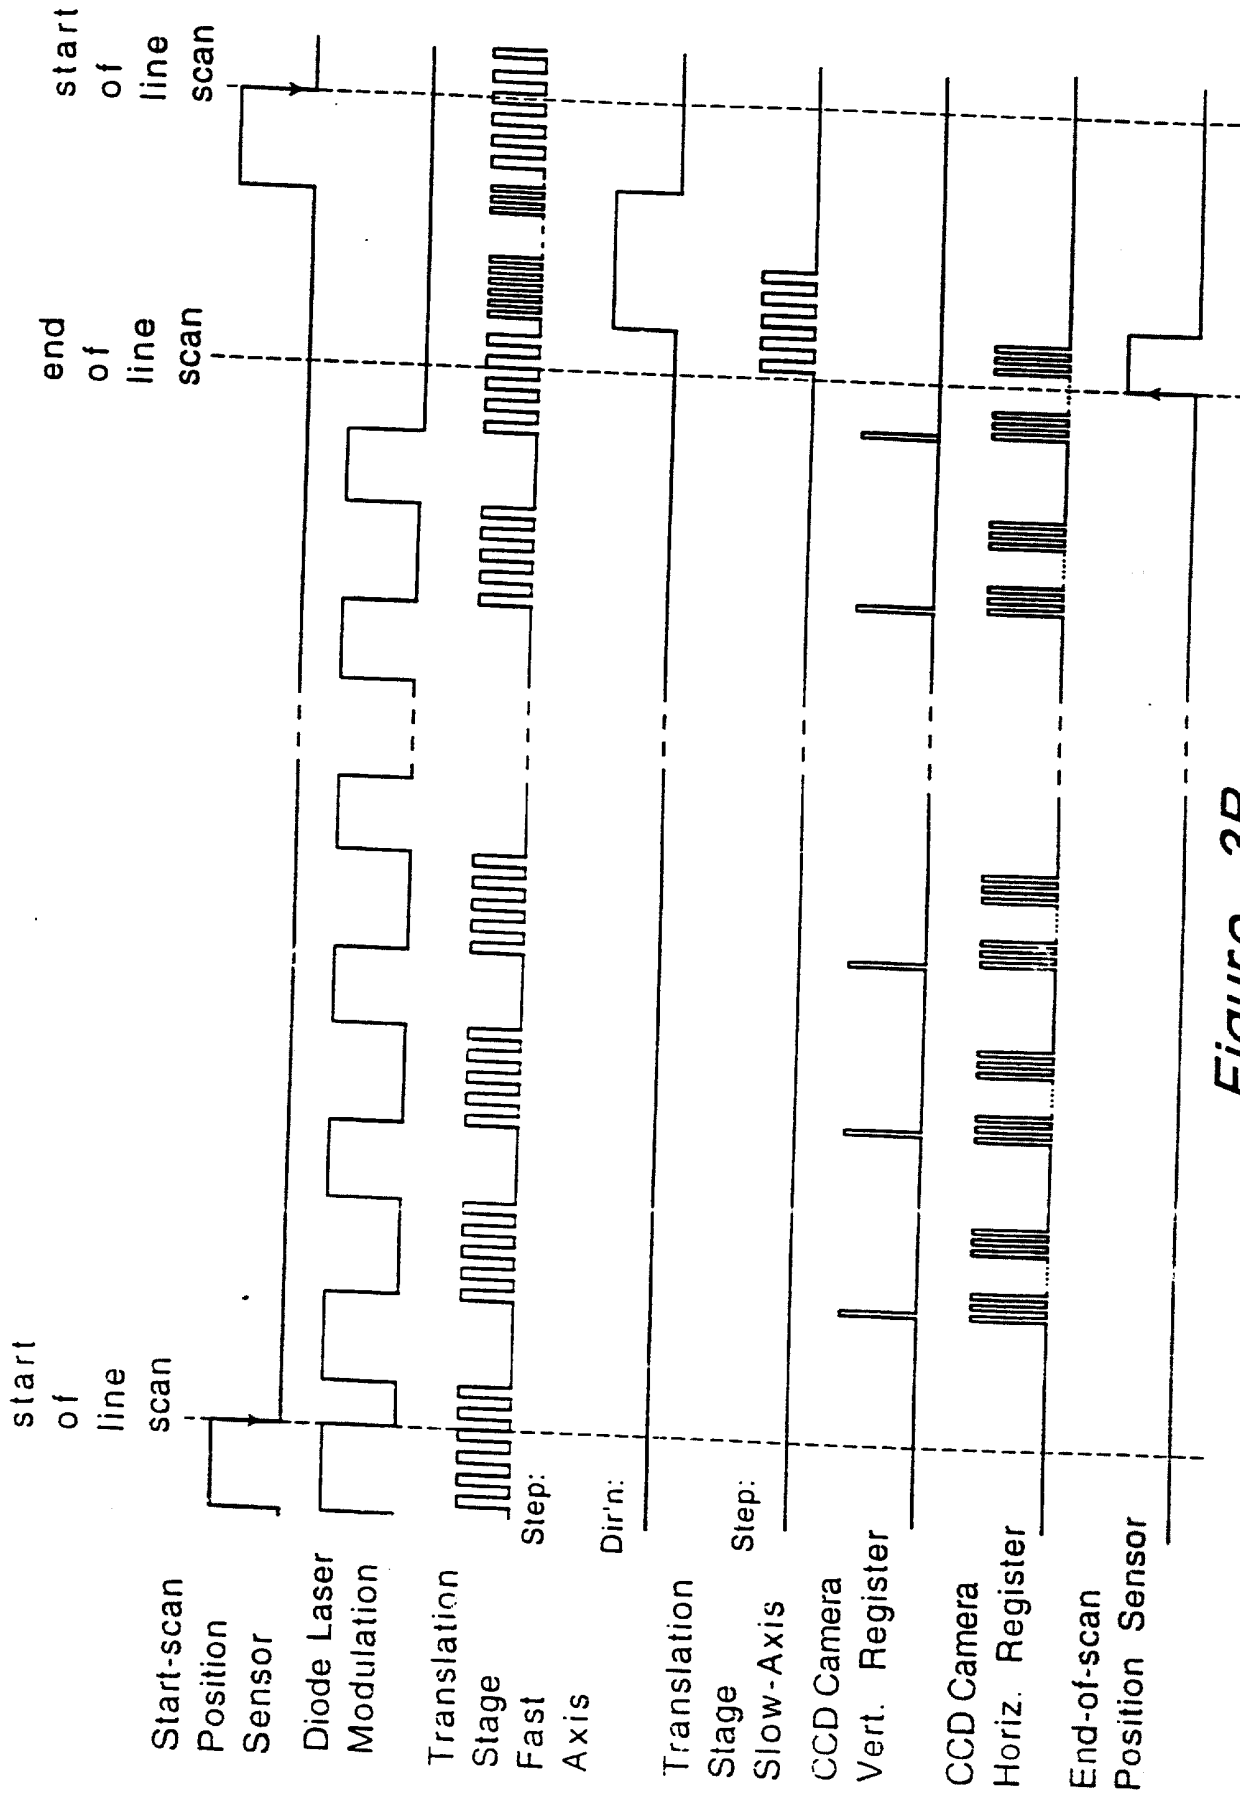 start
of
line
scan
end
of
line
scan
start
of
line
scan
Start-scan
Position
Sensor
Diode Laser
Modulation
Translation
Stage
Fast
Axis
Step:
Dir'n:
Translation
Stage
Slow-Axis
Step:
CCD Camera
Vert. Register
CCD Camera
Horiz. Register
End-of-scan
Position Sensor
Figure 3B